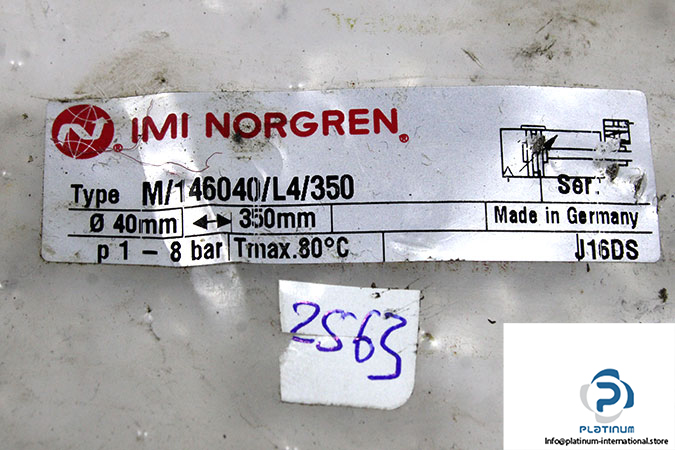 IMI NORGREN®
Type M/146040/L4/350
Ser.
Ø 40mm ↔ 350mm Made in Germany
p 1 - 8 bar Tmax.80°C J16DS
2563
PLATINUM
Info@platinum-international.store